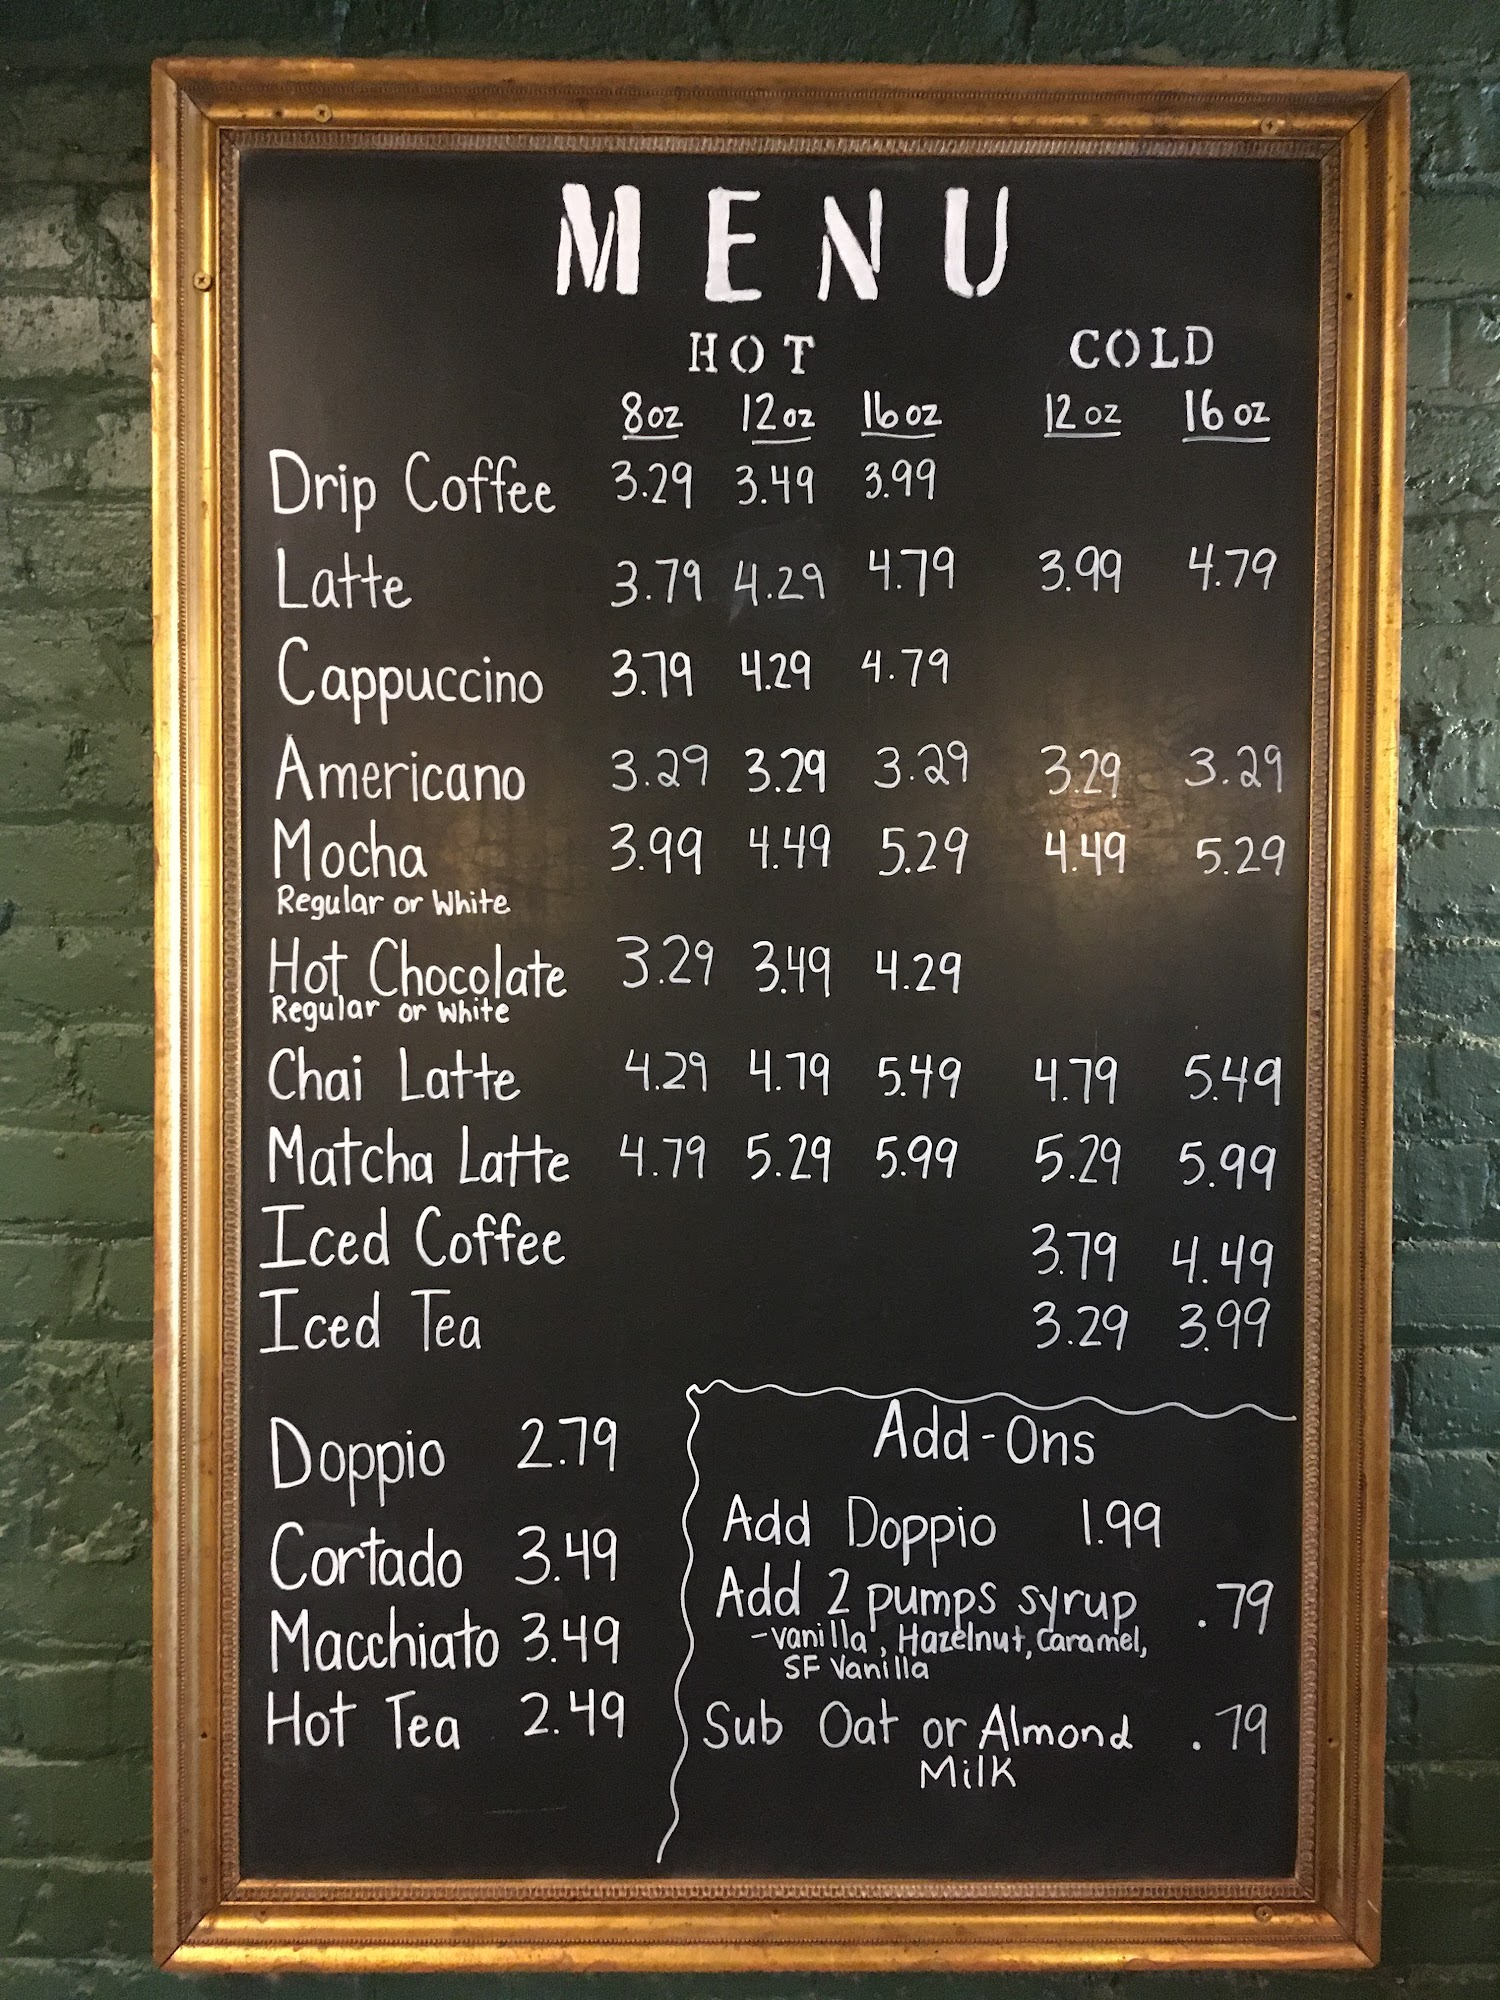 MENU
HOT COLD
8oz 12oz 16oz 12oz 16oz
Drip Coffee 3.29 3.49 3.99
Latte 3.79 4.29 4.79 3.99 4.79
Cappuccino 3.79 4.29 4.79
Americano 3.29 3.29 3.29 3.29 3.29
Mocha 3.99 4.49 5.29 4.49 5.29
Regular or White
Hot Chocolate 3.29 3.49 4.29
Regular or White
Chai Latte 4.29 4.79 5.49 4.79 5.49
Matcha Latte 4.79 5.29 5.99 5.29 5.99
Iced Coffee 3.79 4.49
Iced Tea 3.29 3.99
Doppio 2.79
Cortado 3.49
Macchiato 3.49
Hot Tea 2.49
Add-Ons
Add Doppio 1.99
Add 2 pumps syrup .79
-vanilla, Hazelnut, Caramel,
SF Vanilla
Sub Oat or Almond .79
Milk